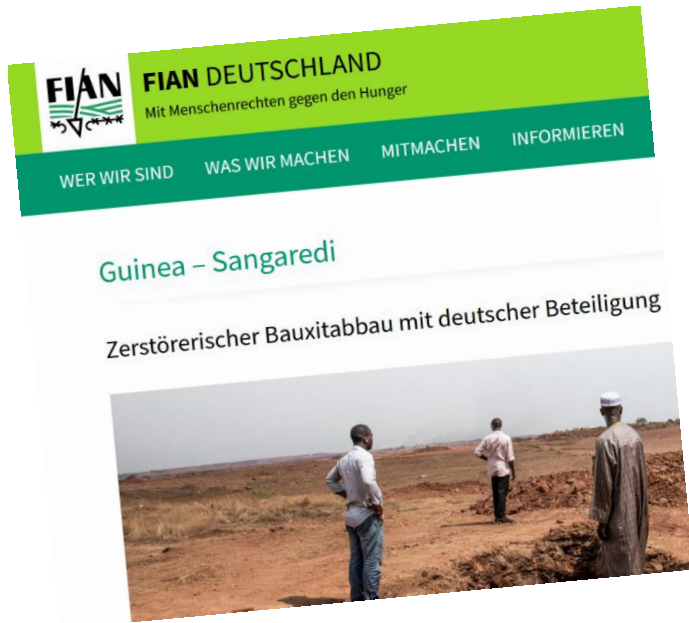 FIAN
FIAN DEUTSCHLAND
Mit Menschenrechten gegen den Hunger
WER WIR SIND WAS WIR MACHEN MITMACHEN INFORMIEREN
Guinea – Sangaredi
Zerstörerischer Bauxitabbau mit deutscher Beteiligung